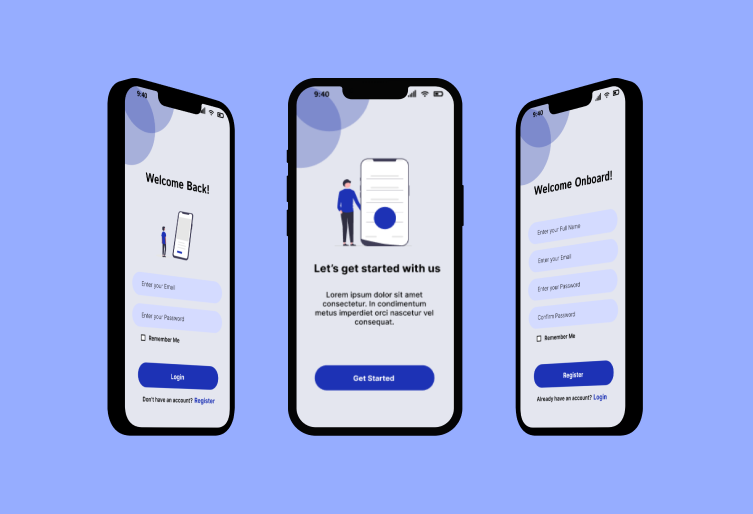 9:40
Welcome Back!
Enter your Email
Enter your Password
Remember Me
Login
Don't have an account? Register
9:40
Let's get started with us
Lorem ipsum dolor sit amet
consectetur. In condimentum
metus imperdiet orci nascetur vel
consequat.
Get Started
9:40
Welcome Onboard!
Enter your Full Name
Enter your Email
Enter your Password
Confirm Password
Remember Me
Register
Already have an account? Login